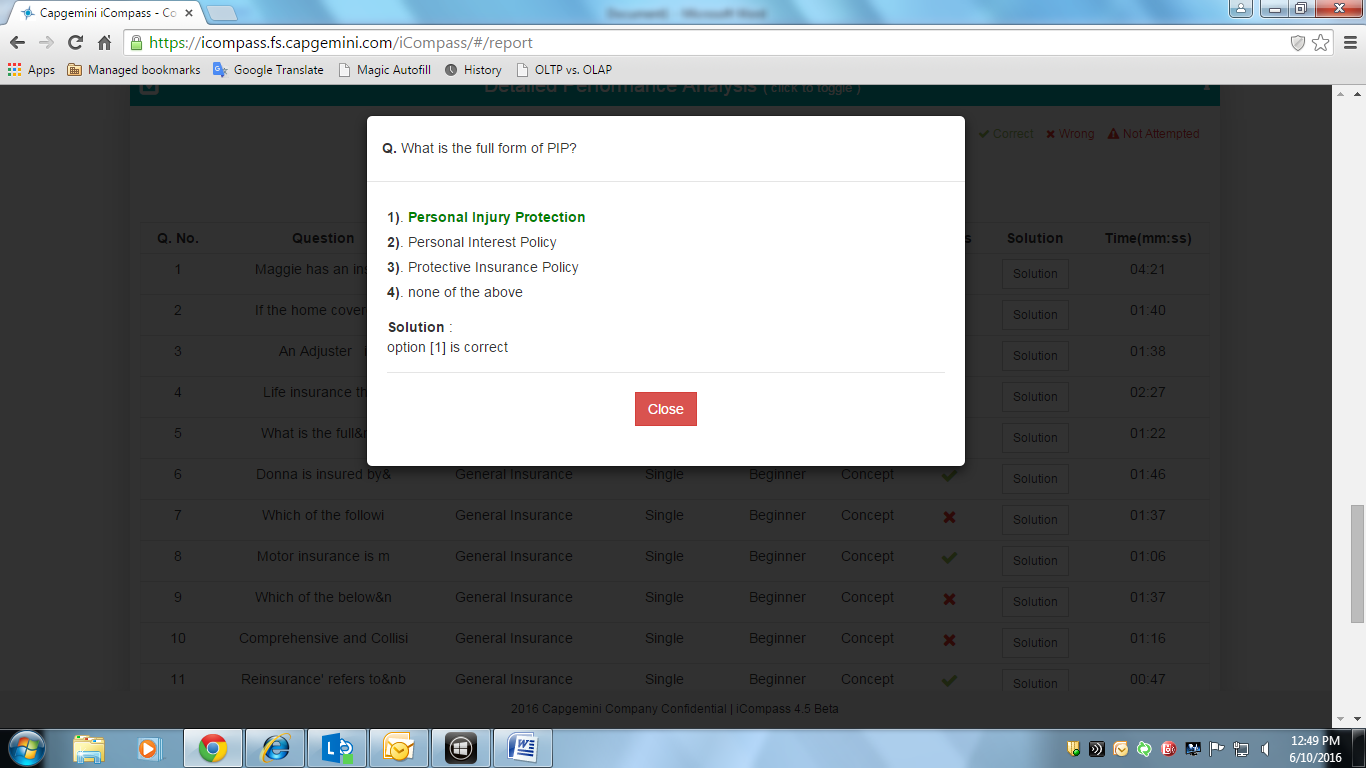 Capgemini iCompass - Co
Document1 - Microsoft Word
https://icompass.fs.capgemini.com/iCompass/#/report
Apps Managed bookmarks Google Translate Magic Autofill History OLTP vs. OLAP
Detailed Performance Analysis ( click to toggle )
Correct Wrong Not Attempted
Q. What is the full form of PIP?
1). Personal Injury Protection
2). Personal Interest Policy
3). Protective Insurance Policy
4). none of the above
Solution :
option [1] is correct
Close
Q. No. Question Solution Time(mm:ss)
1 Maggie has an Solution 04:21
2 If the home cover Solution 01:40
3 An Adjuster Solution 01:38
4 Life insurance th Solution 02:27
5 What is the full& Solution 01:22
6 Donna is insured by& General Insurance Single Beginner Concept Solution 01:46
7 Which of the followi General Insurance Single Beginner Concept Solution 01:37
8 Motor insurance is m General Insurance Single Beginner Concept Solution 01:06
9 Which of the below&n General Insurance Single Beginner Concept Solution 01:37
10 Comprehensive and Collisi General Insurance Single Beginner Concept Solution 01:16
11 Reinsurance' refers to&nb General Insurance Single Beginner Concept Solution 00:47
2016 Capgemini Company Confidential | iCompass 4.5 Beta
12:49 PM
6/10/2016